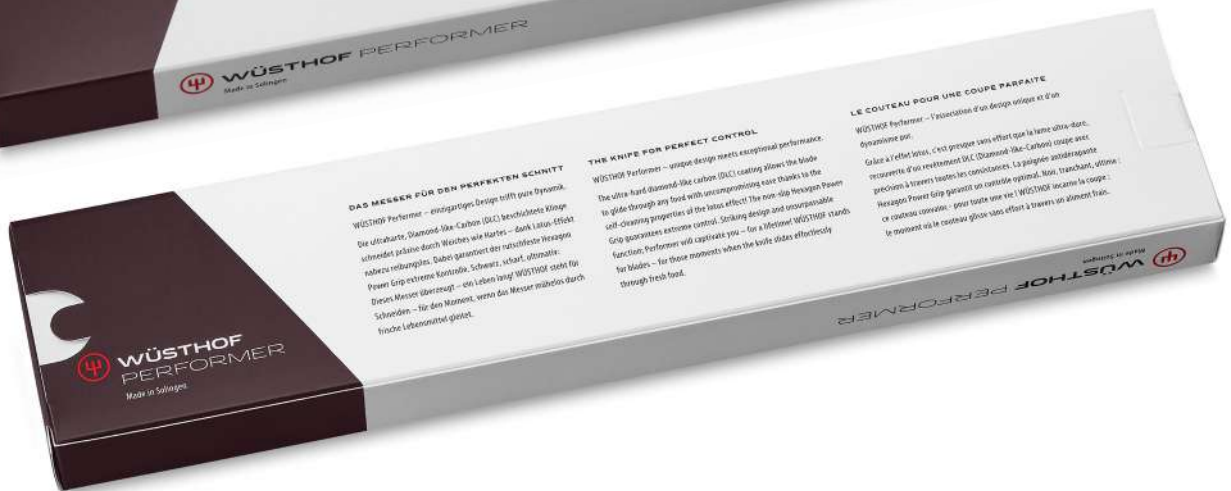 WÜSTHOF PERFORMER
Made in Solingen
DAS MESSER FÜR DEN PERFEKTEN SCHNITT
WÜSTHOF Performer – einzigartiges Design trifft pure Dynamik.
Die ultraharte, Diamond-like-Carbon (DLC) beschichtete Klinge
schneidet präzise durch Weiches wie Hartes – dank Lotus-Effekt
nahezu reibungslos. Dabei garantiert der rutschfeste Hexagon
Power Grip extreme Kontrolle. Schwarz, scharf, ultimativ:
Dieses Messer überzeugt – ein Leben lang! WÜSTHOF steht für
Schneiden – für den Moment, wenn das Messer mühelos durch
frische Lebensmittel gleitet.
THE KNIFE FOR PERFECT CONTROL
WÜSTHOF Performer – unique design meets exceptional performance.
The ultra-hard diamond-like carbon (DLC) coating allows the blade
to glide through any food with uncompromising ease thanks to the
self-cleaning properties of the lotus effect! The non-slip Hexagon Power
Grip guarantees extreme control. Striking design and unsurpassable
function: Performer will captivate you – for a lifetime! WÜSTHOF stands
for blades – for those moments when the knife slides effortlessly
through fresh food.
LE COUTEAU POUR UNE COUPE PARFAITE
WÜSTHOF Performer – l'association d'un design unique et d'un
dynamisme pur.
Grâce à l'effet lotus, c'est presque sans effort que la lame ultra-dure,
recouverte d'un revêtement DLC (Diamond-like-Carbon) coupe avec
précision à travers toutes les consistances. La poignée antidérapante
Hexagon Power Grip garantit un contrôle optimal. Noir, tranchant, ultime :
ce couteau convainc - pour toute une vie ! WÜSTHOF incarne la coupe :
le moment où le couteau glisse sans effort à travers un aliment frais.
WÜSTHOF
PERFORMER
Made in Solingen
WÜSTHOF PERFORMER
Made in Solingen